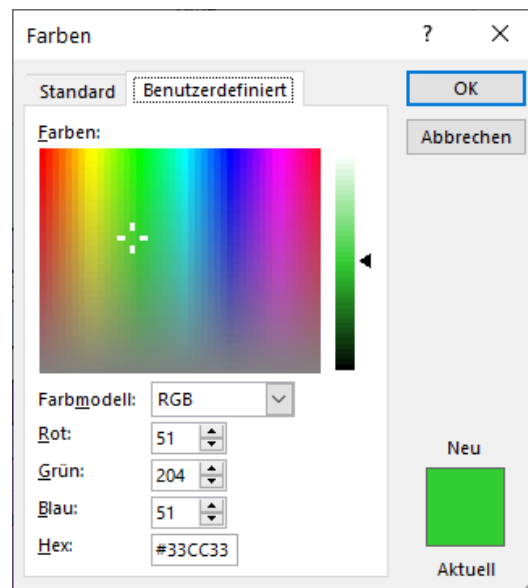 Farben ? ×
Standard Benutzerdefiniert
OK
Abbrechen
Farben:
Farbmodell: RGB
Rot: 51
Grün: 204
Blau: 51
Hex: #33CC33
Neu
Aktuell